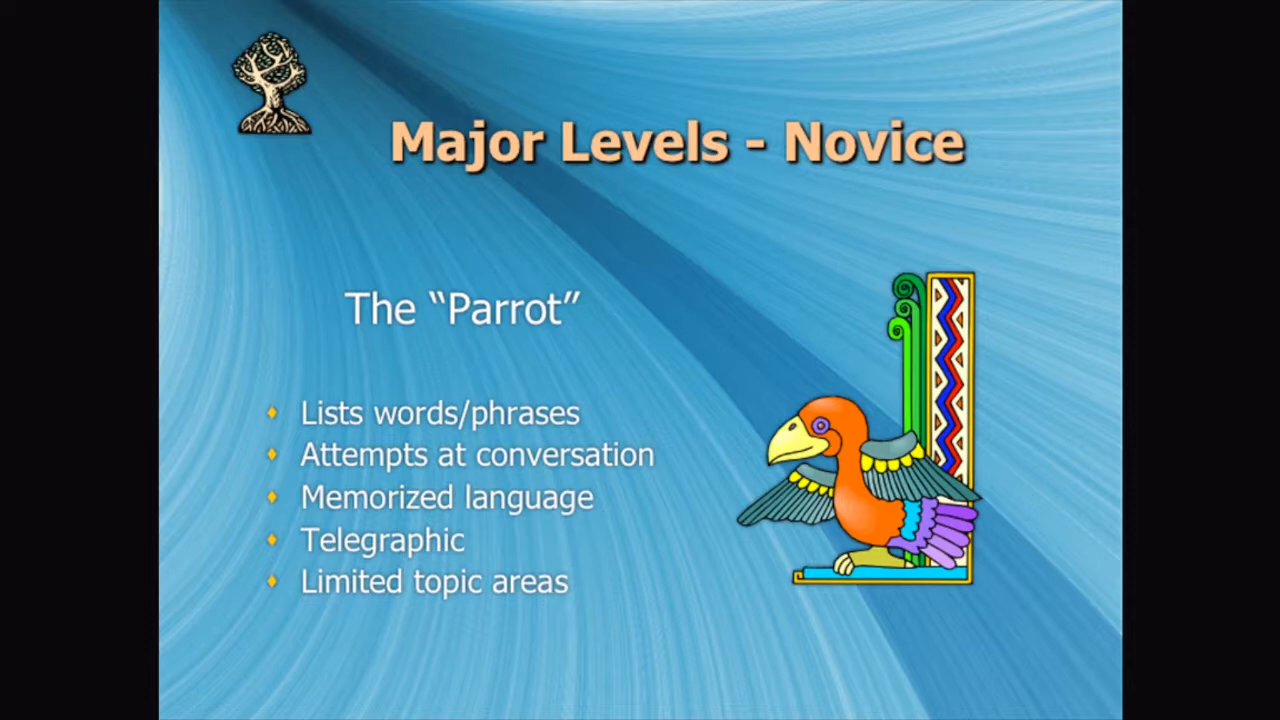 Major Levels - Novice
The “Parrot”
Lists words/phrases
Attempts at conversation
Memorized language
Telegraphic
Limited topic areas